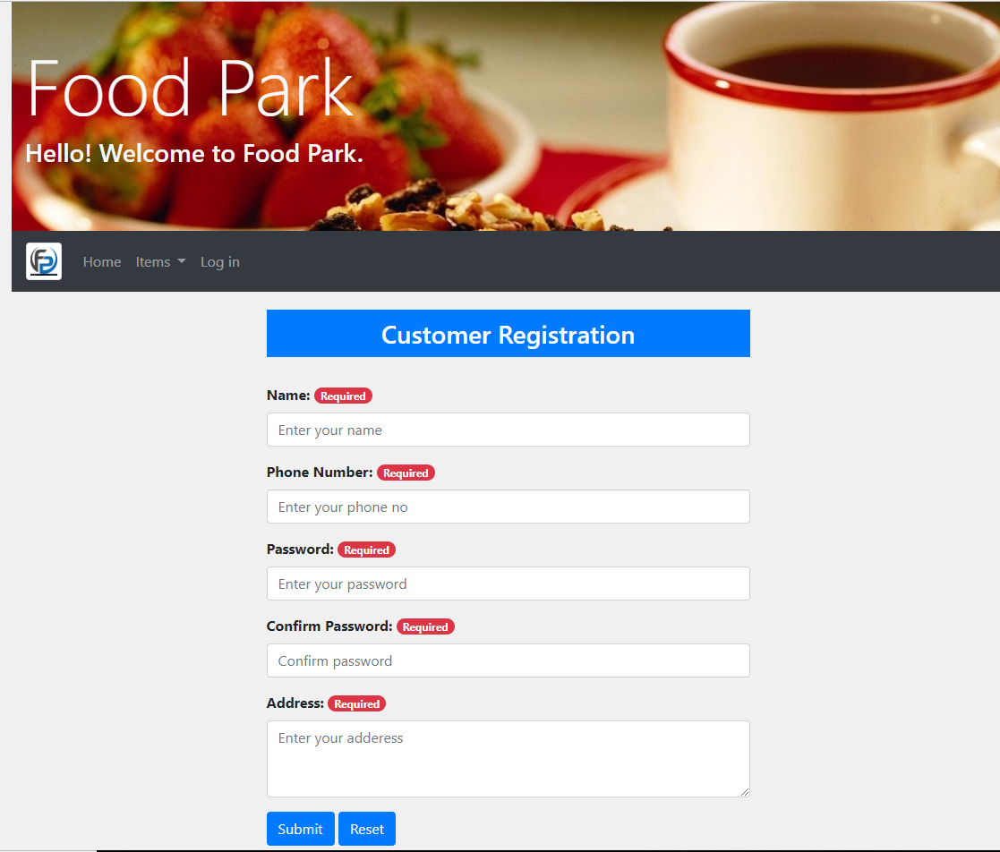 Food Park
Hello! Welcome to Food Park.
FP Home Items Log in
Customer Registration
Name: Required
Enter your name
Phone Number: Required
Enter your phone no
Password: Required
Enter your password
Confirm Password: Required
Confirm password
Address: Required
Enter your adderess
Submit Reset